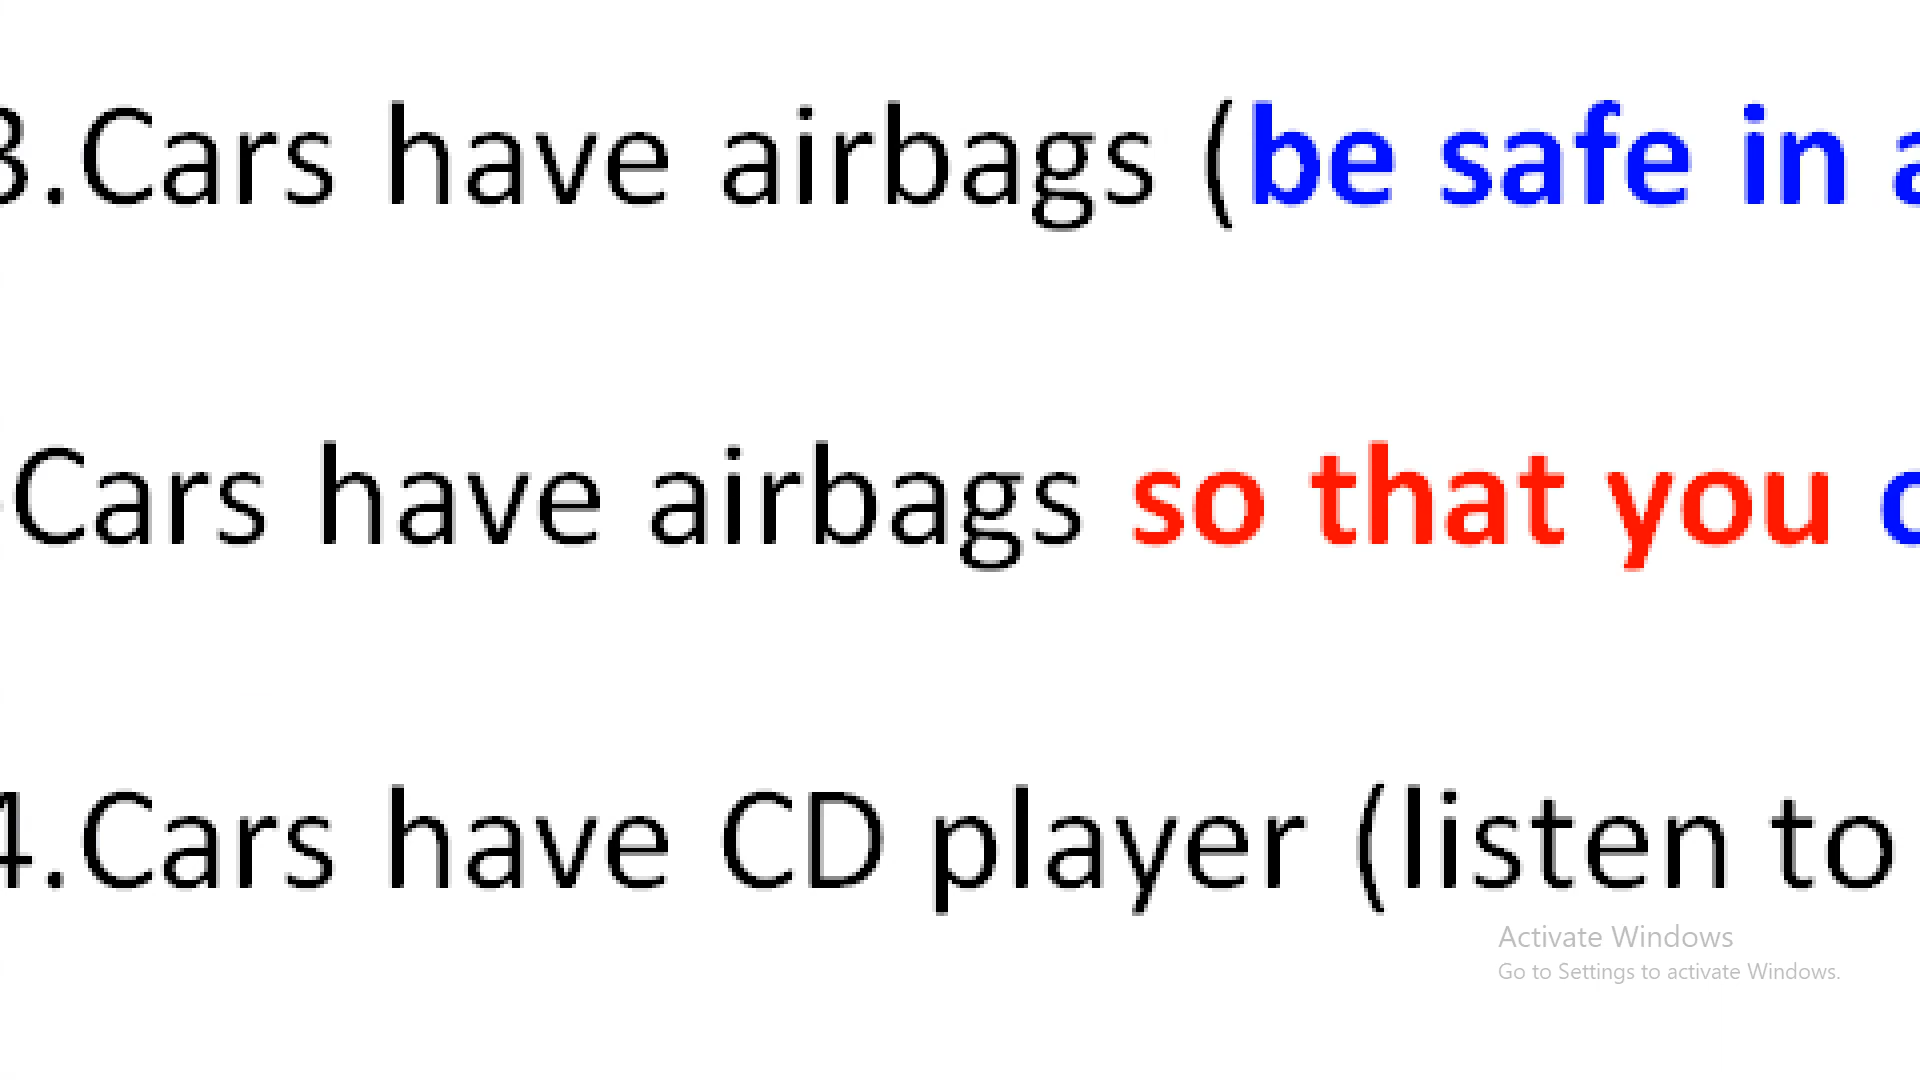 3.Cars have airbags (be safe in a
Cars have airbags so that you c
4.Cars have CD player (listen to
Activate Windows
Go to Settings to activate Windows.